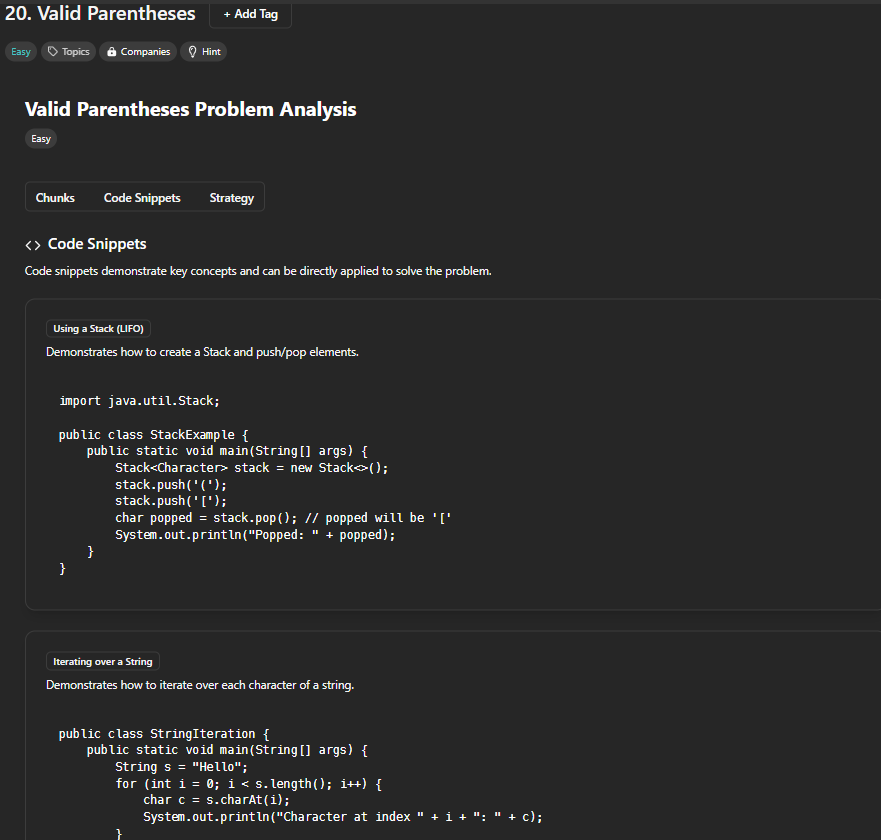 20. Valid Parentheses + Add Tag
Easy Topics Companies Hint
Valid Parentheses Problem Analysis
Easy
Chunks Code Snippets Strategy
<> Code Snippets
Code snippets demonstrate key concepts and can be directly applied to solve the problem.
Using a Stack (LIFO)
Demonstrates how to create a Stack and push/pop elements.
import java.util.Stack;
public class StackExample {
    public static void main(String[] args) {
        Stack<Character> stack = new Stack<>();
        stack.push('(');
        stack.push('[');
        char popped = stack.pop(); // popped will be '['
        System.out.println("Popped: " + popped);
    }
}
Iterating over a String
Demonstrates how to iterate over each character of a string.
public class StringIteration {
    public static void main(String[] args) {
        String s = "Hello";
        for (int i = 0; i < s.length(); i++) {
            char c = s.charAt(i);
            System.out.println("Character at index " + i + ": " + c);
        }